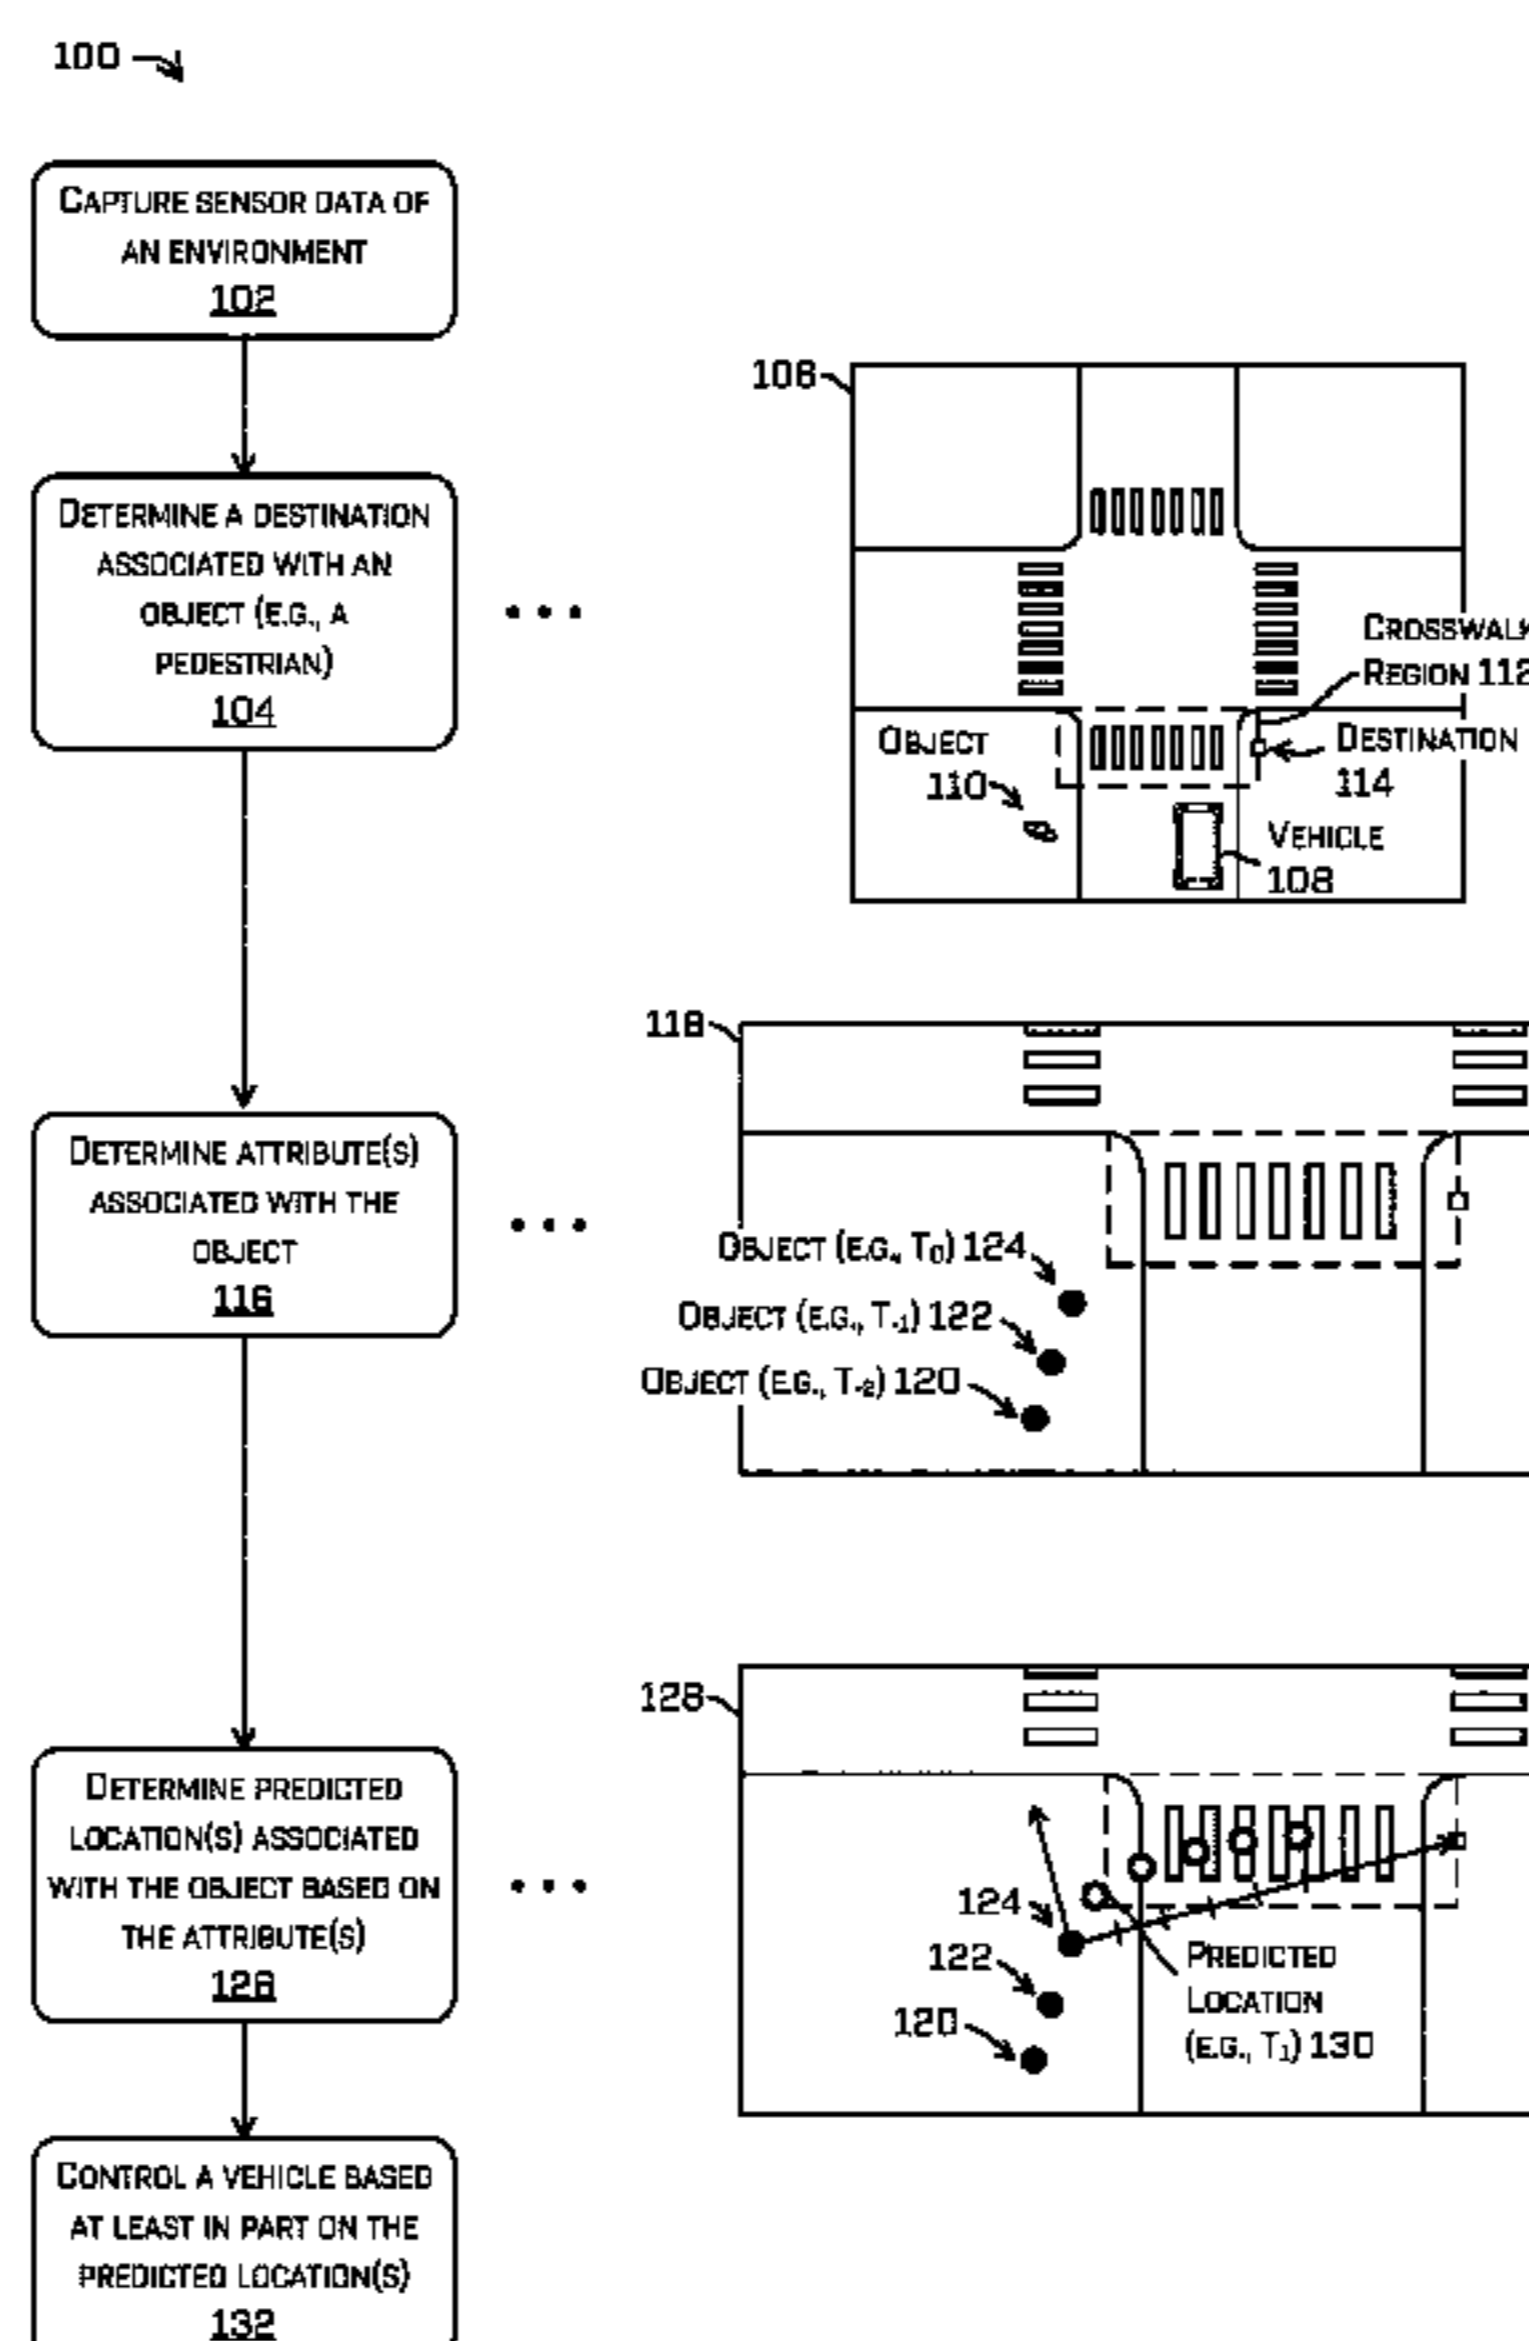 100
CAPTURE SENSOR DATA OF
AN ENVIRONMENT
102
DETERMINE A DESTINATION
ASSOCIATED WITH AN
OBJECT (E.G., A
PEDESTRIAN)
104
106
CROSSWALK
REGION 112
OBJECT
110
DESTINATION
114
VEHICLE
108
DETERMINE ATTRIBUTE(S)
ASSOCIATED WITH THE
OBJECT
116
118
OBJECT (E.G., T0) 124
OBJECT (E.G., T-1) 122
OBJECT (E.G., T-2) 120
DETERMINE PREDICTED
LOCATION(S) ASSOCIATED
WITH THE OBJECT BASED ON
THE ATTRIBUTE(S)
126
128
124
122
120
PREDICTED
LOCATION
(E.G., T1) 130
CONTROL A VEHICLE BASED
AT LEAST IN PART ON THE
PREDICTED LOCATION(S)
132